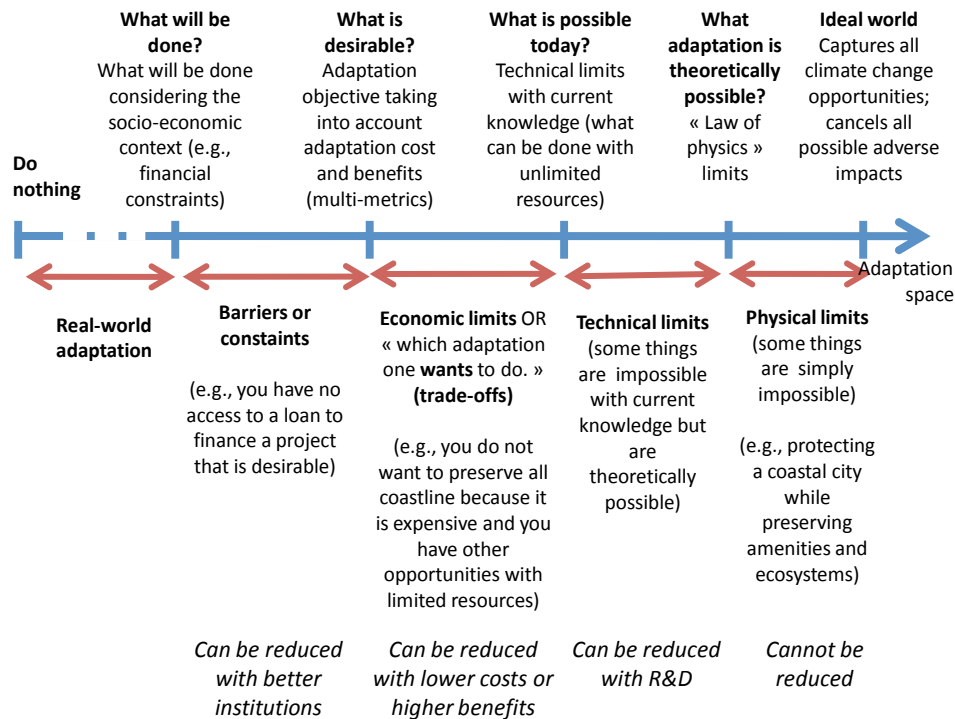 What will be
done?
What will be done
considering the
socio-economic
context (e.g.,
financial
constraints)
What is
desirable?
Adaptation
objective taking
into account
adaptation cost
and benefits
(multi-metrics)
What is possible
today?
Technical limits
with current
knowledge (what
can be done with
unlimited
resources)
What
adaptation is
theoretically
possible?
« Law of
physics »
limits
Ideal world
Captures all
climate change
opportunities;
cancels all
possible adverse
impacts
Do
nothing
Adaptation
space
Real-world
adaptation
Barriers or
constaints
(e.g., you have no
access to a loan to
finance a project
that is desirable)
Economic limits OR
« which adaptation
one wants to do. »
(trade-offs)
(e.g., you do not
want to preserve all
coastline because it
is expensive and you
have other
opportunities with
limited resources)
Technical limits
(some things
are impossible
with current
knowledge but
are
theoretically
possible)
Physical limits
(some things
are simply
impossible)
(e.g., protecting
a coastal city
while
preserving
amenities and
ecosystems)
Can be reduced
with better
institutions
Can be reduced
with lower costs or
higher benefits
Can be reduced
with R&D
Cannot be
reduced